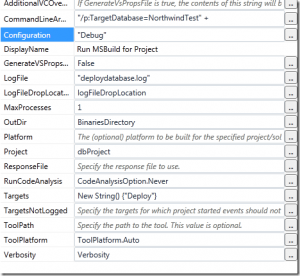 AdditionalVCOver If GenerateVSPropsFile is true, the contents of this string will b ..
CommandLineAr... "/p:TargetDatabase=NorthwindTest" + ..
Configuration "Debug" ..
DisplayName Run MSBuild for Project
GenerateVSProps... False ..
LogFile "deploydatabase.log" ..
LogFileDropLocation logFileDropLocation ..
MaxProcesses 1 ..
OutDir BinariesDirectory ..
Platform The (optional) platform to be built for the specified project/sol ..
Project dbProject ..
ResponseFile Specify the response file to use. ..
RunCodeAnalysis CodeAnalysisOption.Never ..
Targets New String() {"Deploy"} ..
TargetsNotLogged Specify the targets for which project started events should not ..
ToolPath Specify the path to the tool. This value is optional. ..
ToolPlatform ToolPlatform.Auto ..
Verbosity Verbosity ..